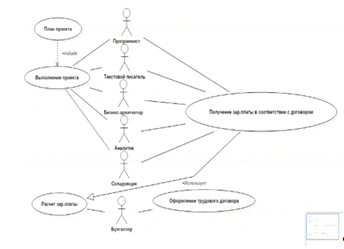 План проекта
Программист
«include»
Текстовой писатель
Выполнение проекта
Бизнес-архитектор
Получение зар.платы в соответствии с договором
Аналитик
Складовщик
«Использует»
Расчет зар.платы
Оформление трудового договора
Бухгалтер